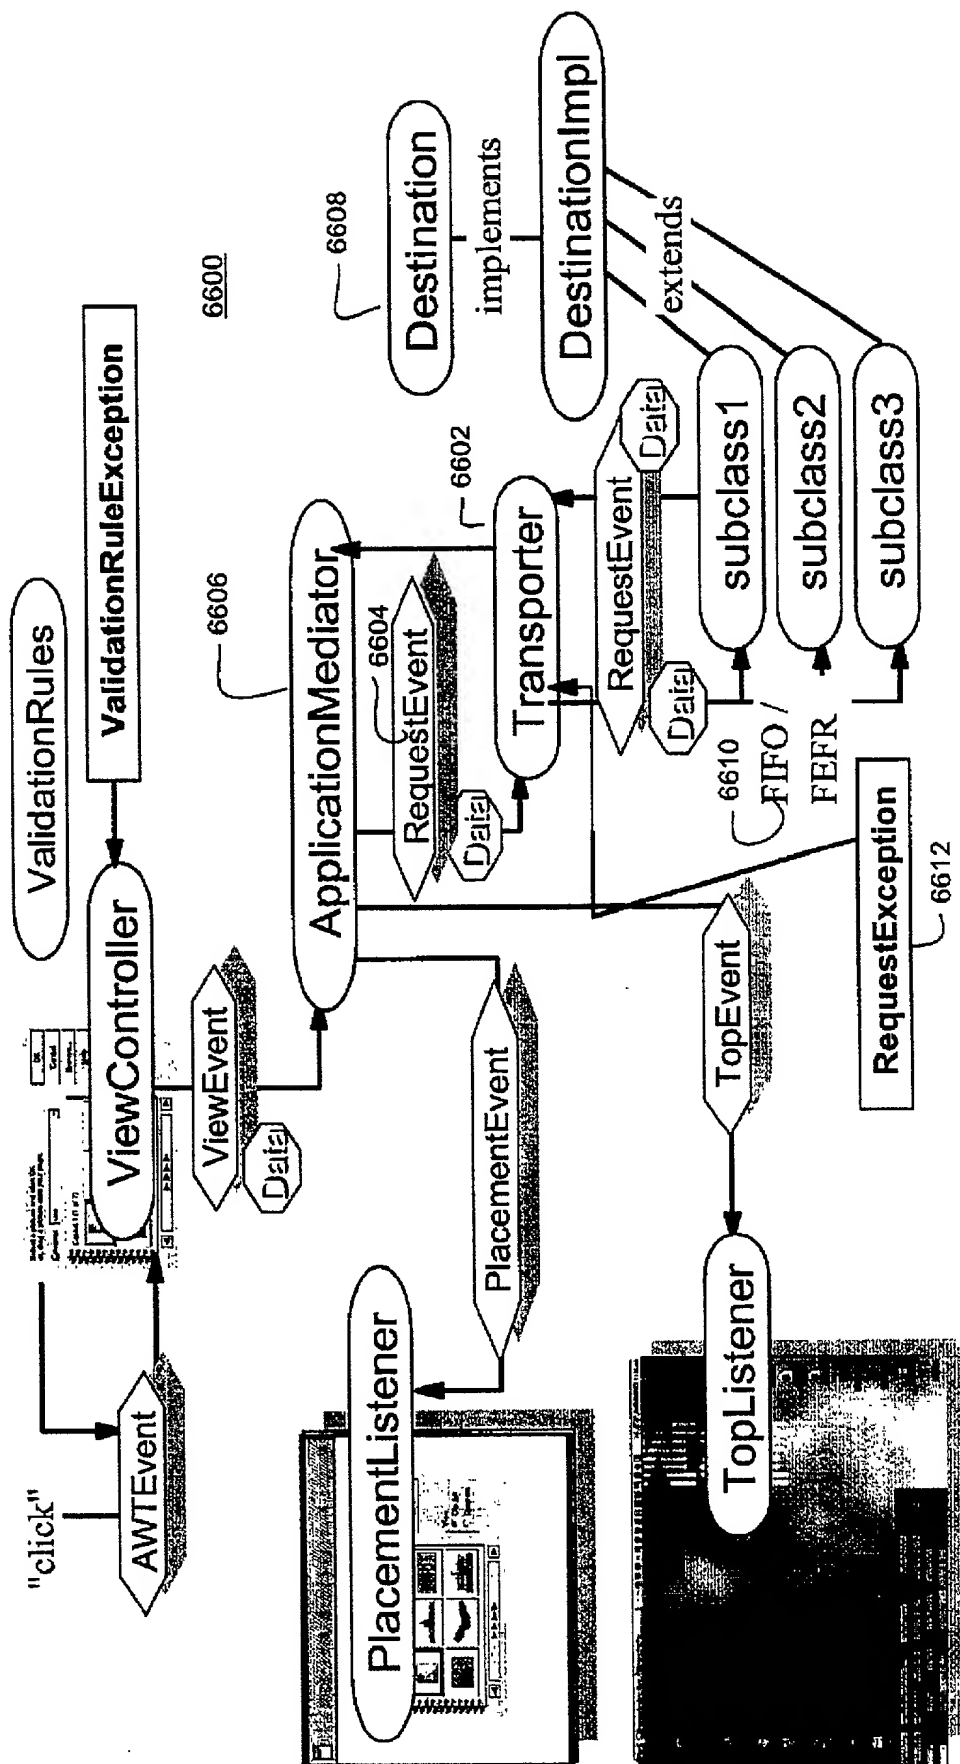 "click"
AWTEvent
ViewController
ValidationRules
ValidationRuleException
ViewEvent
Data
6600
6606
ApplicationMediator
6604
RequestEvent
Data
6602
Transporter
6608
Destination
implements
DestinationImpl
extends
RequestEvent
Data
Data
subclass1
subclass2
subclass3
6610
FIFO /
FEFR
RequestException
6612
PlacementListener
PlacementEvent
TopListener
TopEvent